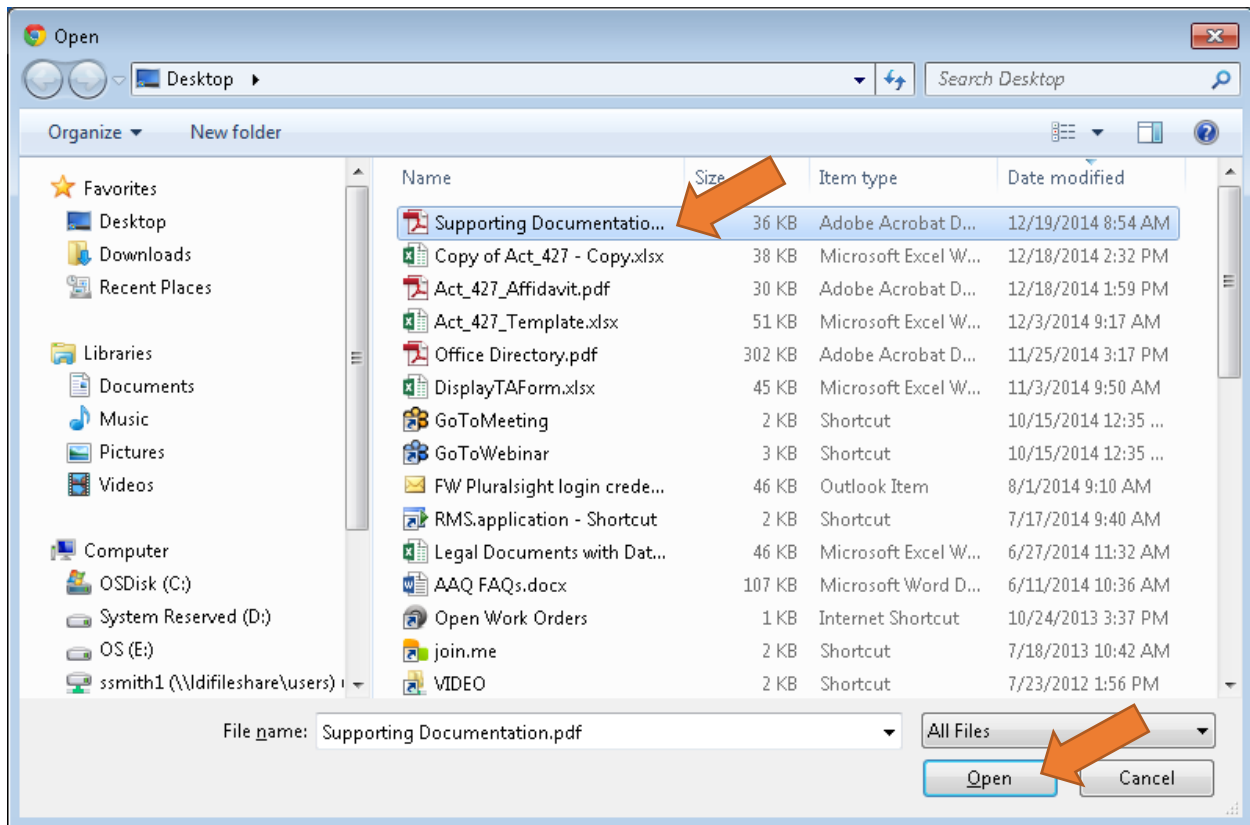 Open
Desktop
Search Desktop
Organize New folder
Name Size Item type Date modified
Favorites
Desktop
Downloads
Recent Places
Libraries
Documents
Music
Pictures
Videos
Computer
OSDisk (C:)
System Reserved (D:)
OS (E:)
ssmith1 (\\ldifileshare\users)
Supporting Documentatio... 36 KB Adobe Acrobat D... 12/19/2014 8:54 AM
Copy of Act_427 - Copy.xlsx 38 KB Microsoft Excel W... 12/18/2014 2:32 PM
Act_427_Affidavit.pdf 30 KB Adobe Acrobat D... 12/18/2014 1:59 PM
Act_427_Template.xlsx 51 KB Microsoft Excel W... 12/3/2014 9:17 AM
Office Directory.pdf 302 KB Adobe Acrobat D... 11/25/2014 3:17 PM
DisplayTAForm.xlsx 45 KB Microsoft Excel W... 11/3/2014 9:50 AM
GoToMeeting 2 KB Shortcut 10/15/2014 12:35 ...
GoToWebinar 3 KB Shortcut 10/15/2014 12:35 ...
FW Pluralsight login crede... 46 KB Outlook Item 8/1/2014 9:10 AM
RMS.application - Shortcut 2 KB Shortcut 7/17/2014 9:40 AM
Legal Documents with Dat... 46 KB Microsoft Excel W... 6/27/2014 11:32 AM
AAQ FAQs.docx 107 KB Microsoft Word D... 6/11/2014 10:36 AM
Open Work Orders 1 KB Internet Shortcut 10/24/2013 3:37 PM
join.me 2 KB Shortcut 7/18/2013 10:42 AM
VIDEO 2 KB Shortcut 7/23/2012 1:56 PM
File name: Supporting Documentation.pdf All Files
Open Cancel